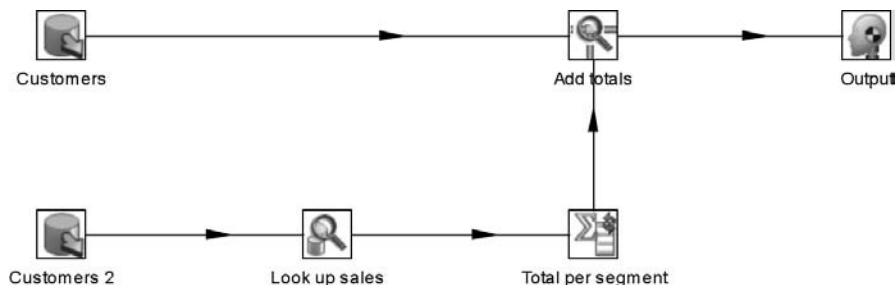 Customers
Add totals
Output
Customers 2
Look up sales
Total per segment